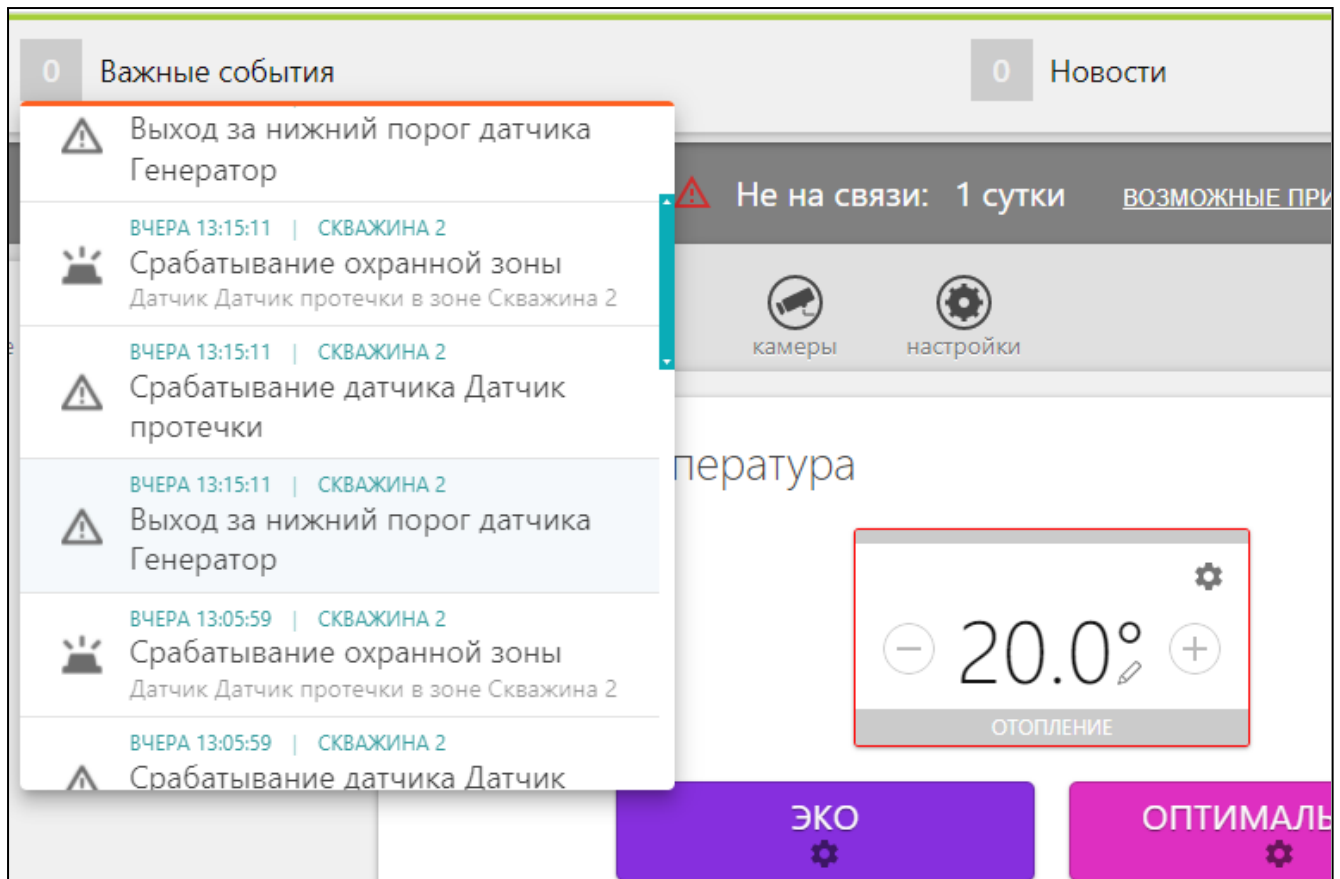 0 Важные события
0 Новости
Выход за нижний порог датчика
Генератор
ВЧЕРА 13:15:11 | СКВАЖИНА 2
Срабатывание охранной зоны
Датчик Датчик протечки в зоне Скважина 2
ВЧЕРА 13:15:11 | СКВАЖИНА 2
Срабатывание датчика Датчик
протечки
ВЧЕРА 13:15:11 | СКВАЖИНА 2
Выход за нижний порог датчика
Генератор
ВЧЕРА 13:05:59 | СКВАЖИНА 2
Срабатывание охранной зоны
Датчик Датчик протечки в зоне Скважина 2
ВЧЕРА 13:05:59 | СКВАЖИНА 2
Срабатывание датчика Датчик
Не на связи: 1 сутки ВОЗМОЖНЫЕ ПРИ
камеры настройки
пература
20.0°
ОТОПЛЕНИЕ
ЭКО
ОПТИМАЛЬ